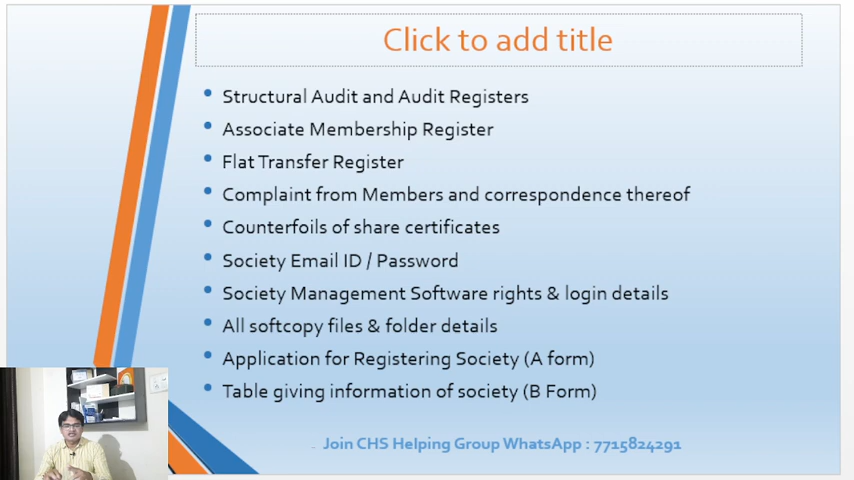 Click to add title
• Structural Audit and Audit Registers
• Associate Membership Register
• Flat Transfer Register
• Complaint from Members and correspondence thereof
• Counterfoils of share certificates
• Society Email ID / Password
• Society Management Software rights & login details
• All softcopy files & folder details
• Application for Registering Society (A form)
• Table giving information of society (B Form)
Join CHS Helping Group WhatsApp : 7715824291